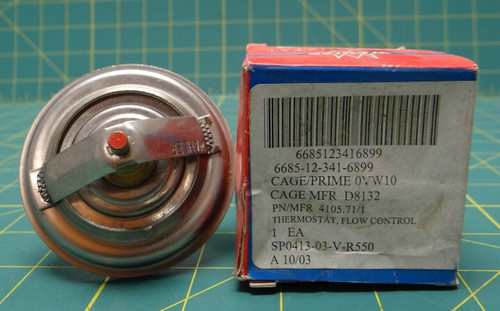 6685123416899
6685-12-341-6899
CAGE/PRIME 0VW10
CAGE MFR D8132
PN/MFR 4105.71/1
THERMOSTAT, FLOW CONTROL
1 EA
SP0413-03-V-R550
A 10/03